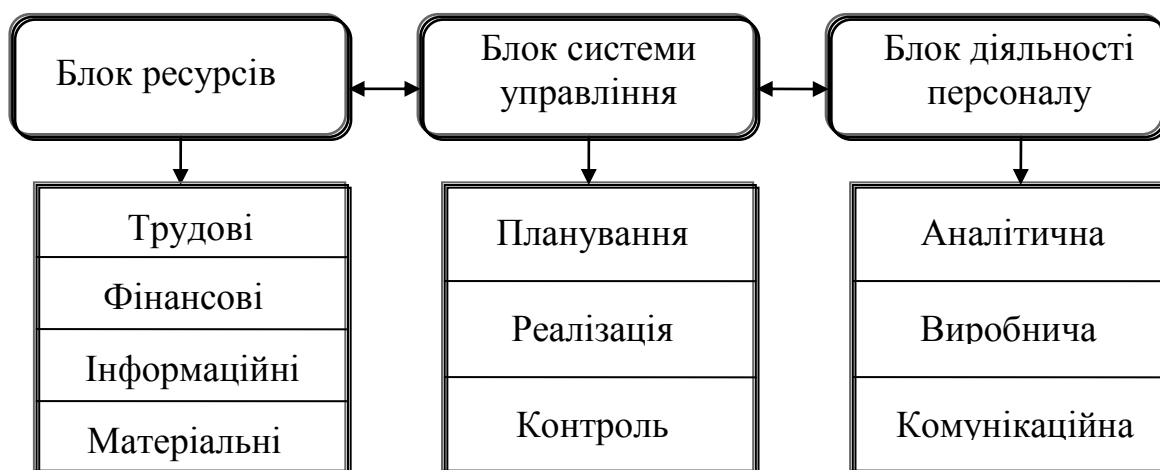 Блок ресурсів
Блок системи
управління
Блок діяльності
персоналу
Трудові
Фінансові
Інформаційні
Матеріальні
Планування
Реалізація
Контроль
Аналітична
Виробнича
Комунікаційна